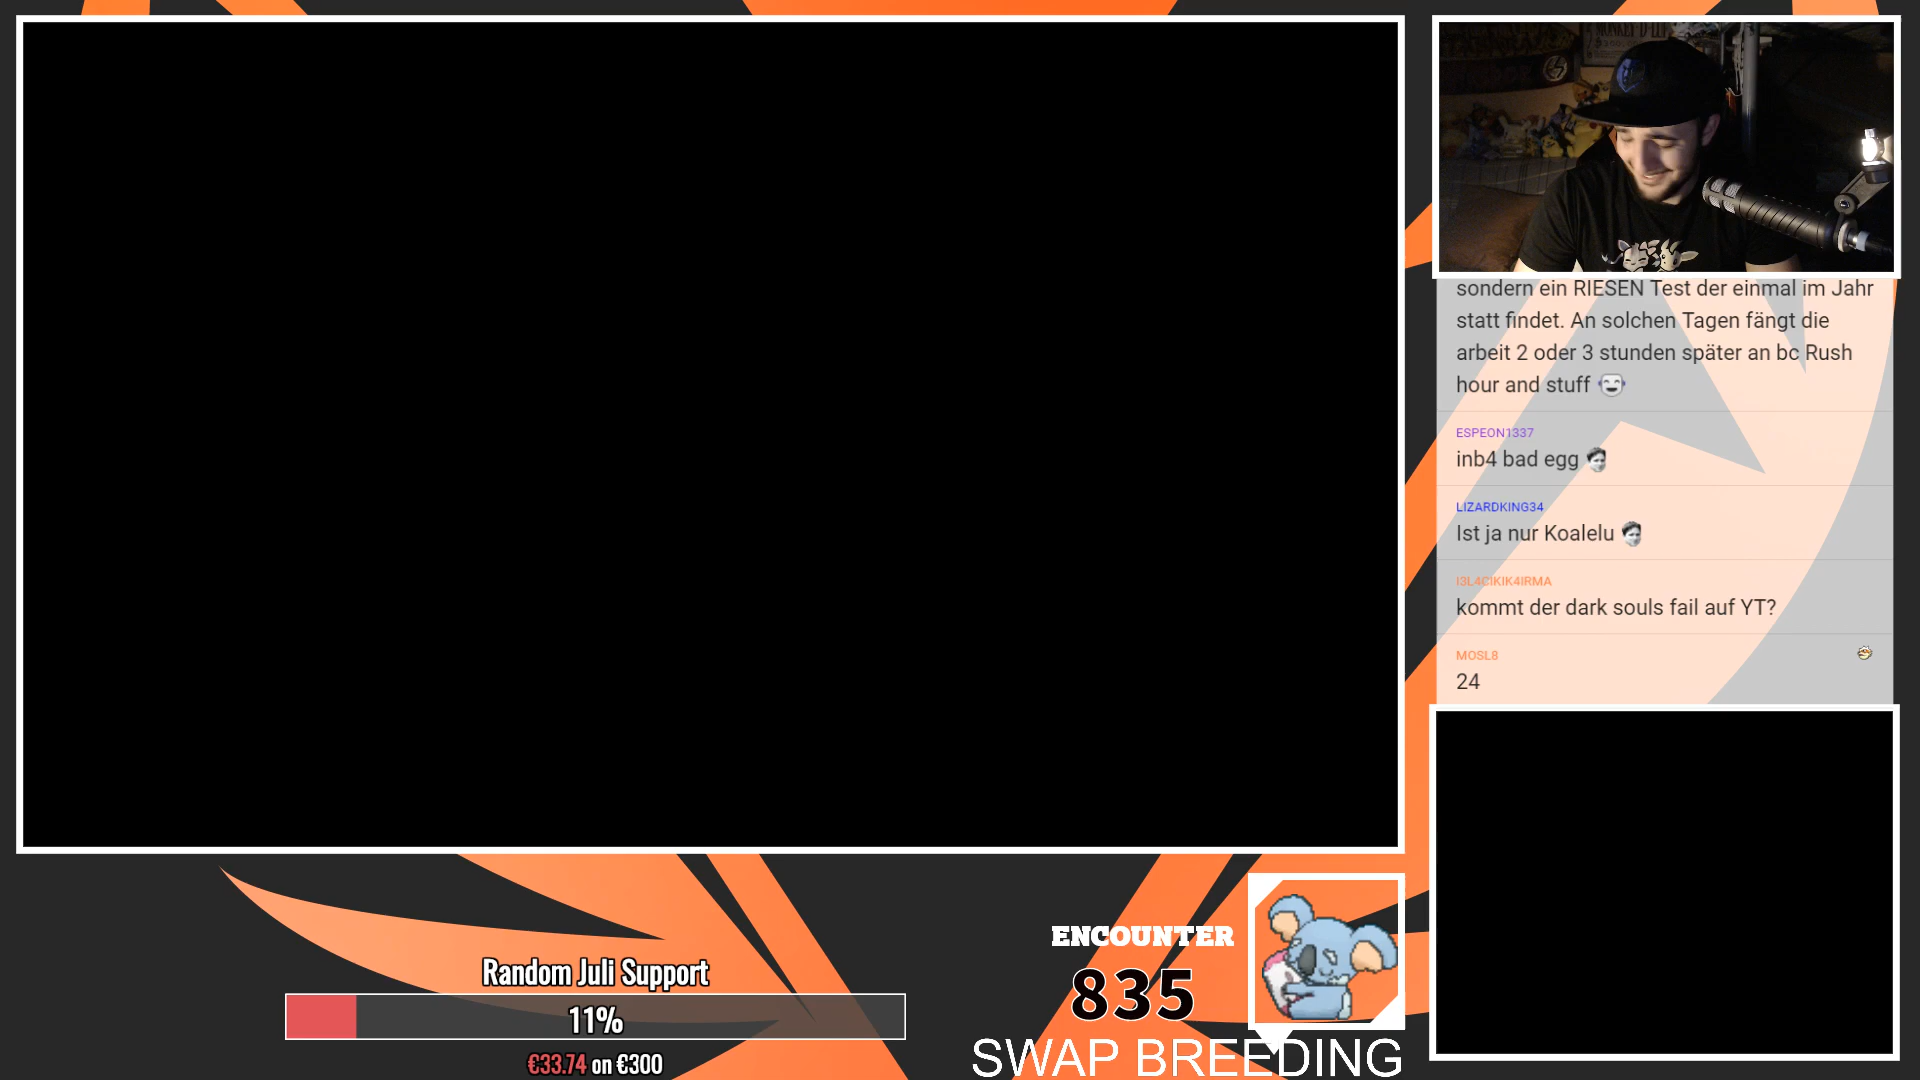 sondern ein RIESEN Test der einmal im Jahr
statt findet. An solchen Tagen fängt die
arbeit 2 oder 3 stunden später an bc Rush
hour and stuff
ESPEON1337
inb4 bad egg
LIZARDKING34
Ist ja nur Koalelu
I3L4CIKIK4IRMA
kommt der dark souls fail auf YT?
MOSL8
24
ENCOUNTER
835
SWAP BREEDING
Random Juli Support
11%
€33.74 on €300